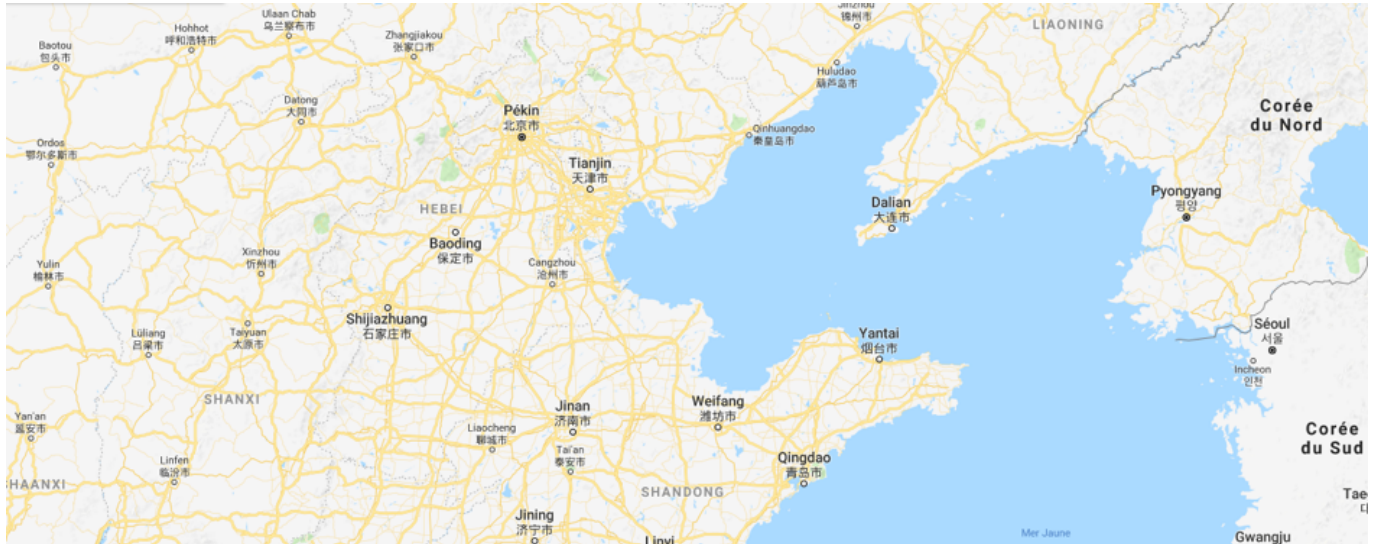 Ulaan Chab
乌兰察布市
Hohhot
呼和浩特市
Baotou
包头市
Zhangjiakou
张家口市
锦州市
LIAONING
Huludao
葫芦岛市
Datong
大同市
Pékin
北京市
Corée
du Nord
Qinhuangdao
秦皇岛市
Ordos
鄂尔多斯市
Tianjin
天津市
Pyongyang
평양
HEBEI
Dalian
大连市
Baoding
保定市
Xinzhou
忻州市
Yulin
榆林市
Cangzhou
沧州市
Shijiazhuang
石家庄市
Lüliang
吕梁市
Taiyuan
太原市
Yantai
烟台市
Séoul
서울
Incheon
인천
SHANXI
Jinan
济南市
Weifang
潍坊市
Yan'an
延安市
Liaocheng
聊城市
Corée
du Sud
Tai'an
泰安市
Linfen
临汾市
Qingdao
青岛市
HAANXI
SHANDONG
Tae
Jining
济宁市
Mer Jaune
Linyi
Gwangju